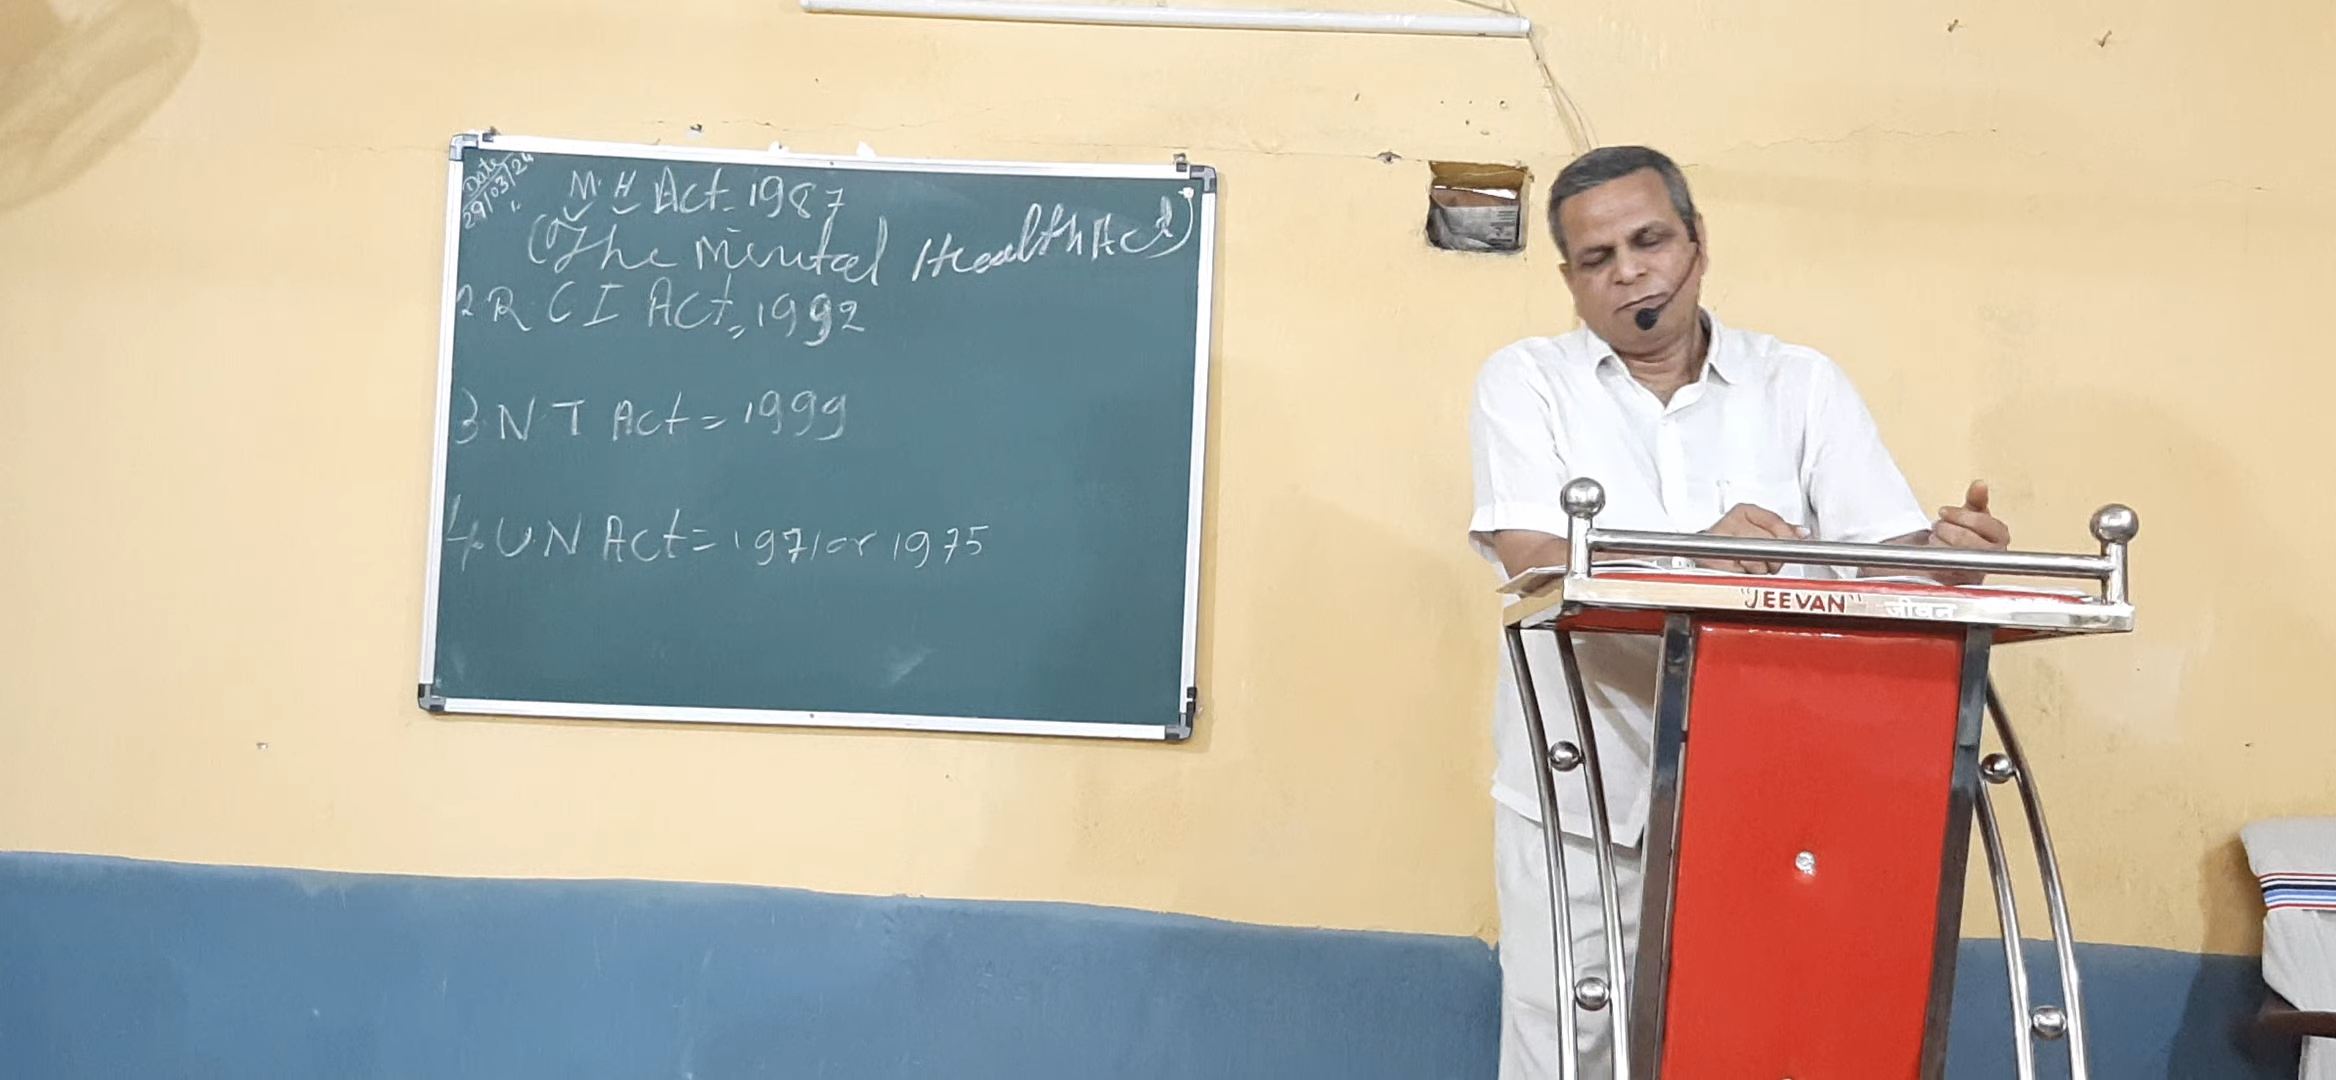 Date
29/03/24
M. H Act. 1987
(The Mental Health Act)
2 R C I Act = 1992
3. N T Act = 1999
4. U.N Act = 1971 or 1975
"JEEVAN" जीवन